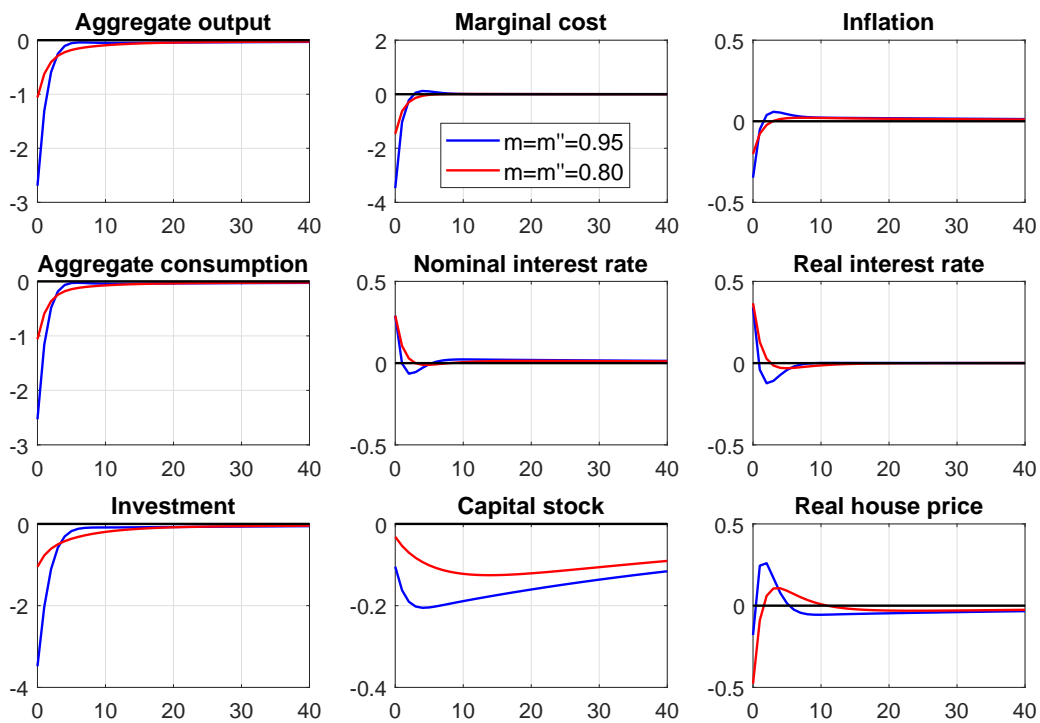 Aggregate output
Marginal cost
Inflation
0
-1
-2
-3
0 10 20 30 40
2
0
-2
-4
0 10 20 30 40
m=m"=0.95
m=m"=0.80
0.5
0
-0.5
0 10 20 30 40
Aggregate consumption
Nominal interest rate
Real interest rate
0
-1
-2
-3
0 10 20 30 40
0.5
0
-0.5
0 10 20 30 40
0.5
0
-0.5
0 10 20 30 40
Investment
Capital stock
Real house price
0
-2
-4
0 10 20 30 40
0
-0.2
-0.4
0 10 20 30 40
0.5
0
-0.5
0 10 20 30 40